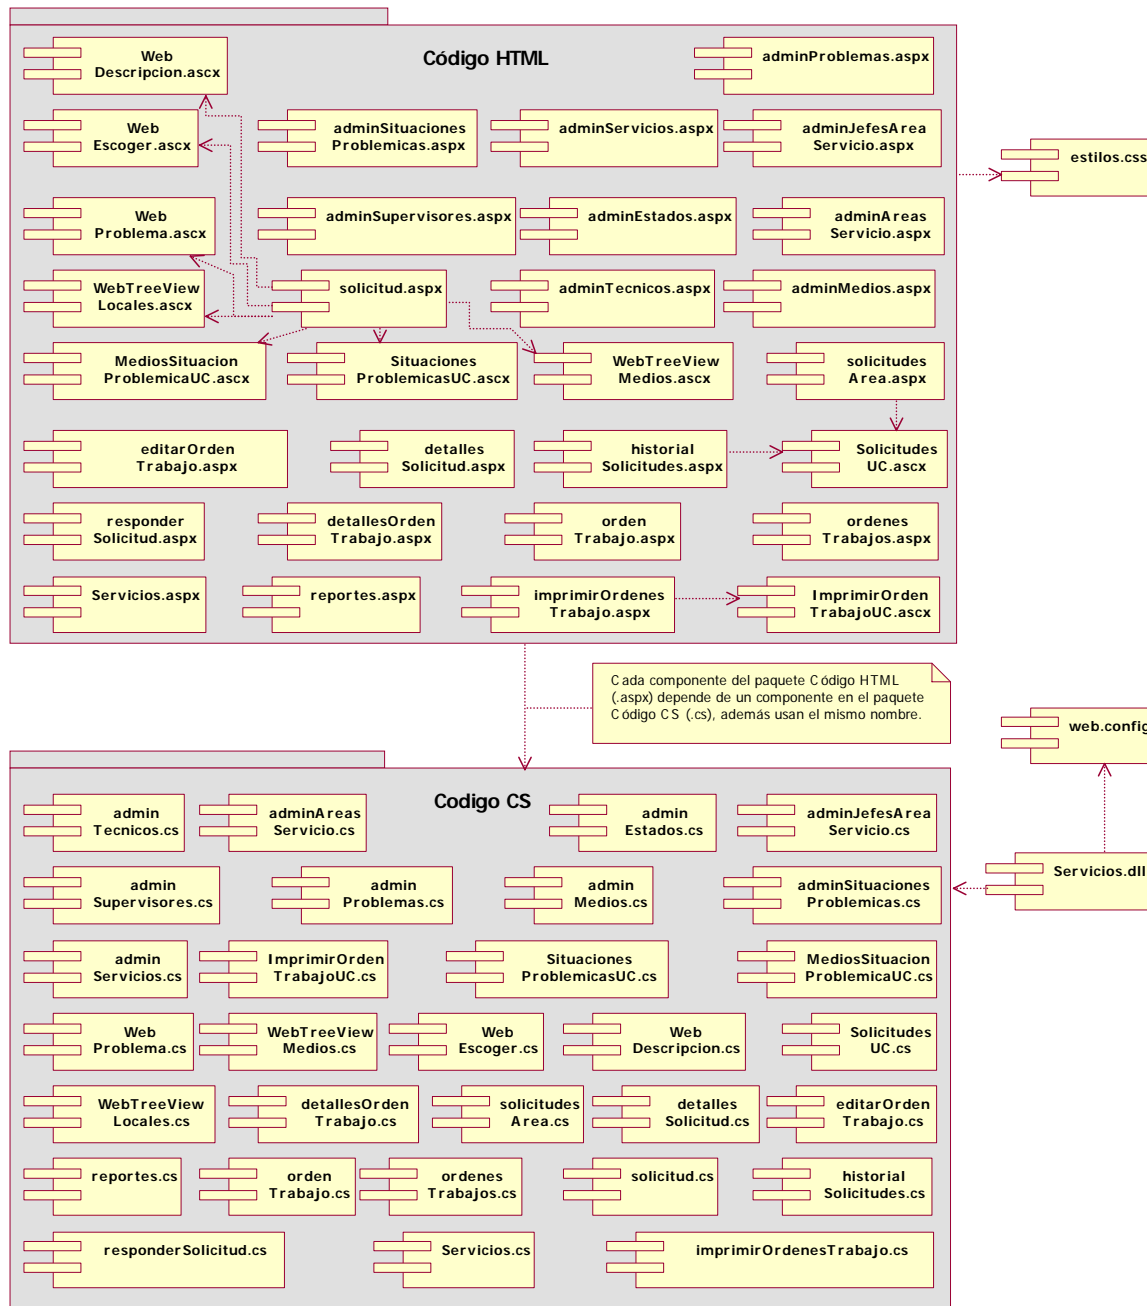 Código HTML
Web
Descripcion.ascx
adminProblemas.aspx
Web
Escoger.ascx
adminSituaciones
Problemicas.aspx
adminServicios.aspx
adminJefesArea
Servicio.aspx
estilos.css
Web
Problema.ascx
adminSupervisores.aspx
adminEstados.aspx
adminAreas
Servicio.aspx
WebTreeView
Locales.ascx
solicitud.aspx
adminTecnicos.aspx
adminMedios.aspx
MediosSituacion
ProblemicaUC.ascx
Situaciones
ProblemicasUC.ascx
WebTreeView
Medios.ascx
solicitudes
Area.aspx
editarOrden
Trabajo.aspx
detalles
Solicitud.aspx
historial
Solicitudes.aspx
Solicitudes
UC.ascx
responder
Solicitud.aspx
detallesOrden
Trabajo.aspx
orden
Trabajo.aspx
ordenes
Trabajos.aspx
Servicios.aspx
reportes.aspx
imprimirOrdenes
Trabajo.aspx
ImprimirOrden
TrabajoUC.ascx
Cada componente del paquete Código HTML
(.aspx) depende de un componente en el paquete
Código CS (.cs), además usan el mismo nombre.
web.config
Codigo CS
admin
Tecnicos.cs
adminAreas
Servicio.cs
admin
Estados.cs
adminJefesArea
Servicio.cs
Servicios.dll
admin
Supervisores.cs
admin
Problemas.cs
admin
Medios.cs
adminSituaciones
Problemicas.cs
admin
Servicios.cs
ImprimirOrden
TrabajoUC.cs
Situaciones
ProblemicasUC.cs
MediosSituacion
ProblemicaUC.cs
Web
Problema.cs
WebTreeView
Medios.cs
Web
Escoger.cs
Web
Descripcion.cs
Solicitudes
UC.cs
WebTreeView
Locales.cs
detallesOrden
Trabajo.cs
solicitudes
Area.cs
detalles
Solicitud.cs
editarOrden
Trabajo.cs
reportes.cs
orden
Trabajo.cs
ordenes
Trabajos.cs
solicitud.cs
historial
Solicitudes.cs
responderSolicitud.cs
Servicios.cs
imprimirOrdenesTrabajo.cs